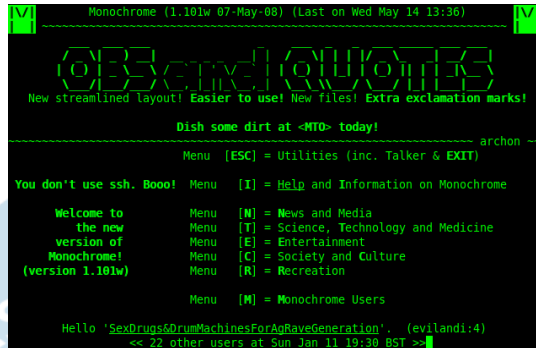 Monochrome (1.101w 07-May-08) (Last on Wed May 14 13:36)
OBS and QUOTES
New streamlined layout! Easier to use! New files! Extra exclamation marks!
Dish some dirt at <MTO> today!
archon
Menu [ESC] = Utilities (inc. Talker & EXIT)
You don't use ssh. Booo! Menu [I] = Help and Information on Monochrome
Welcome to Menu [N] = News and Media
the new Menu [T] = Science, Technology and Medicine
version of Menu [E] = Entertainment
Monochrome! Menu [C] = Society and Culture
(version 1.101w) Menu [R] = Recreation
Menu [M] = Monochrome Users
Hello 'SexDrugs&DrumMachinesForAgRaveGeneration'. (evilandi:4)
<< 22 other users at Sun Jan 11 19:30 BST >>